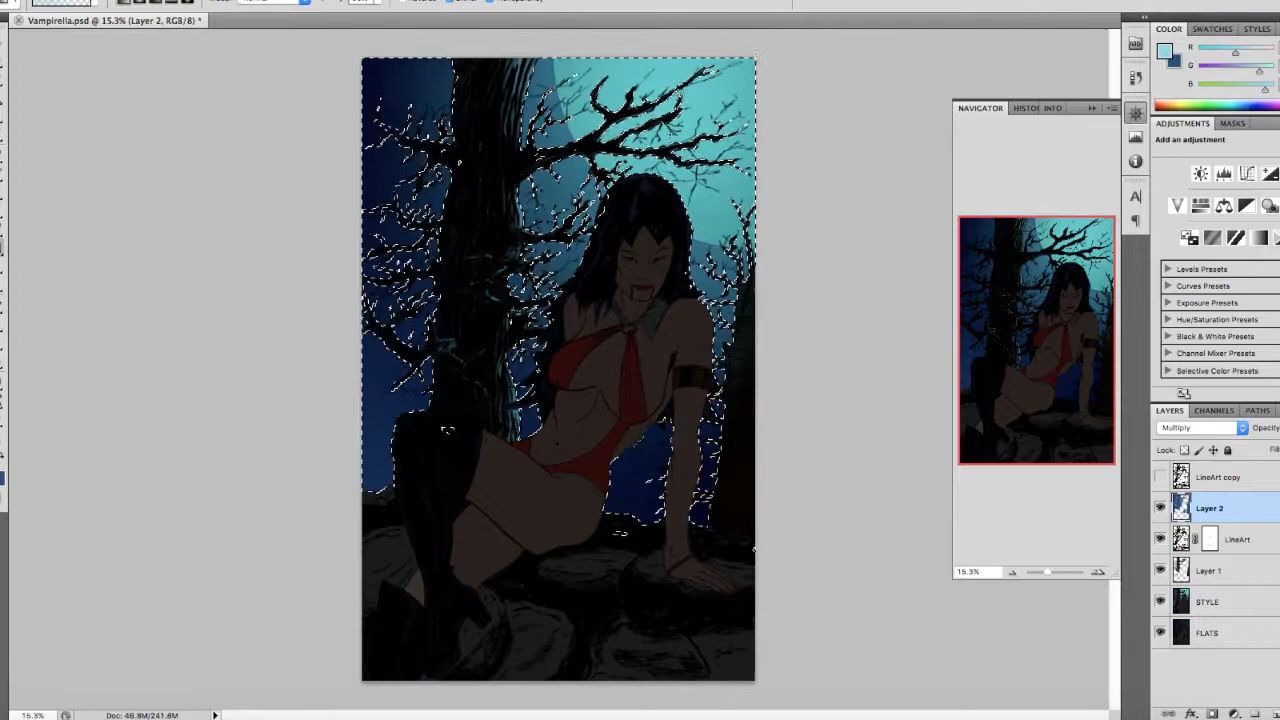 Vampirella.psd @ 15.3% (Layer 2, RGB/8) *
COLOR SWATCHES STYLES
R
G
B
NAVIGATOR HISTO INFO
ADJUSTMENTS MASKS
Add an adjustment
Levels Presets
Curves Presets
Exposure Presets
Hue/Saturation Presets
Black & White Presets
Channel Mixer Presets
Selective Color Presets
LAYERS CHANNELS PATHS
Multiply Opacity
Lock: Fill
LineArt copy
Layer 2
LineArt
Layer 1
STYLE
FLATS
15.3%
15.3% Doc: 46.8M/241.6M